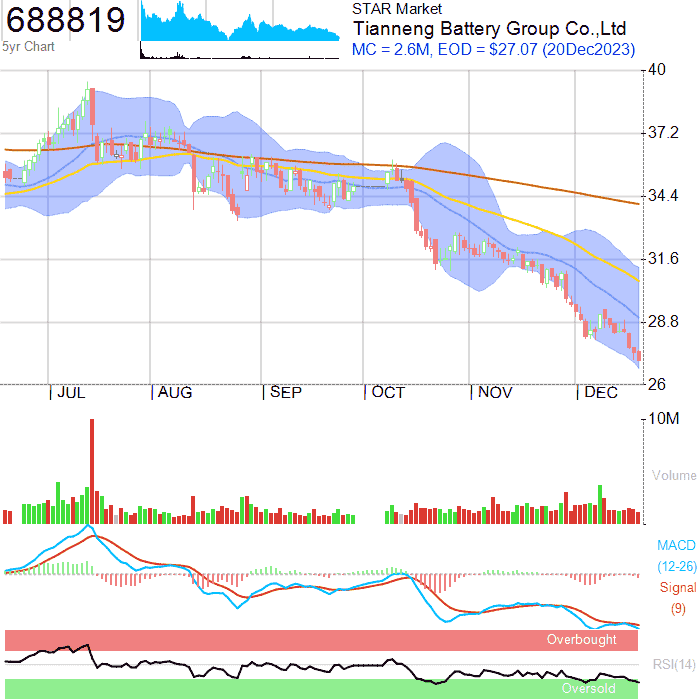 688819
5yr Chart
STAR Market
Tianneng Battery Group Co.,Ltd
MC = 2.6M, EOD = $27.07 (20Dec2023)
40
37.2
34.4
31.6
28.8
26
JUL AUG SEP OCT NOV DEC
10M
Volume
MACD
(12-26)
Signal
(9)
Overbought
RSI(14)
Oversold